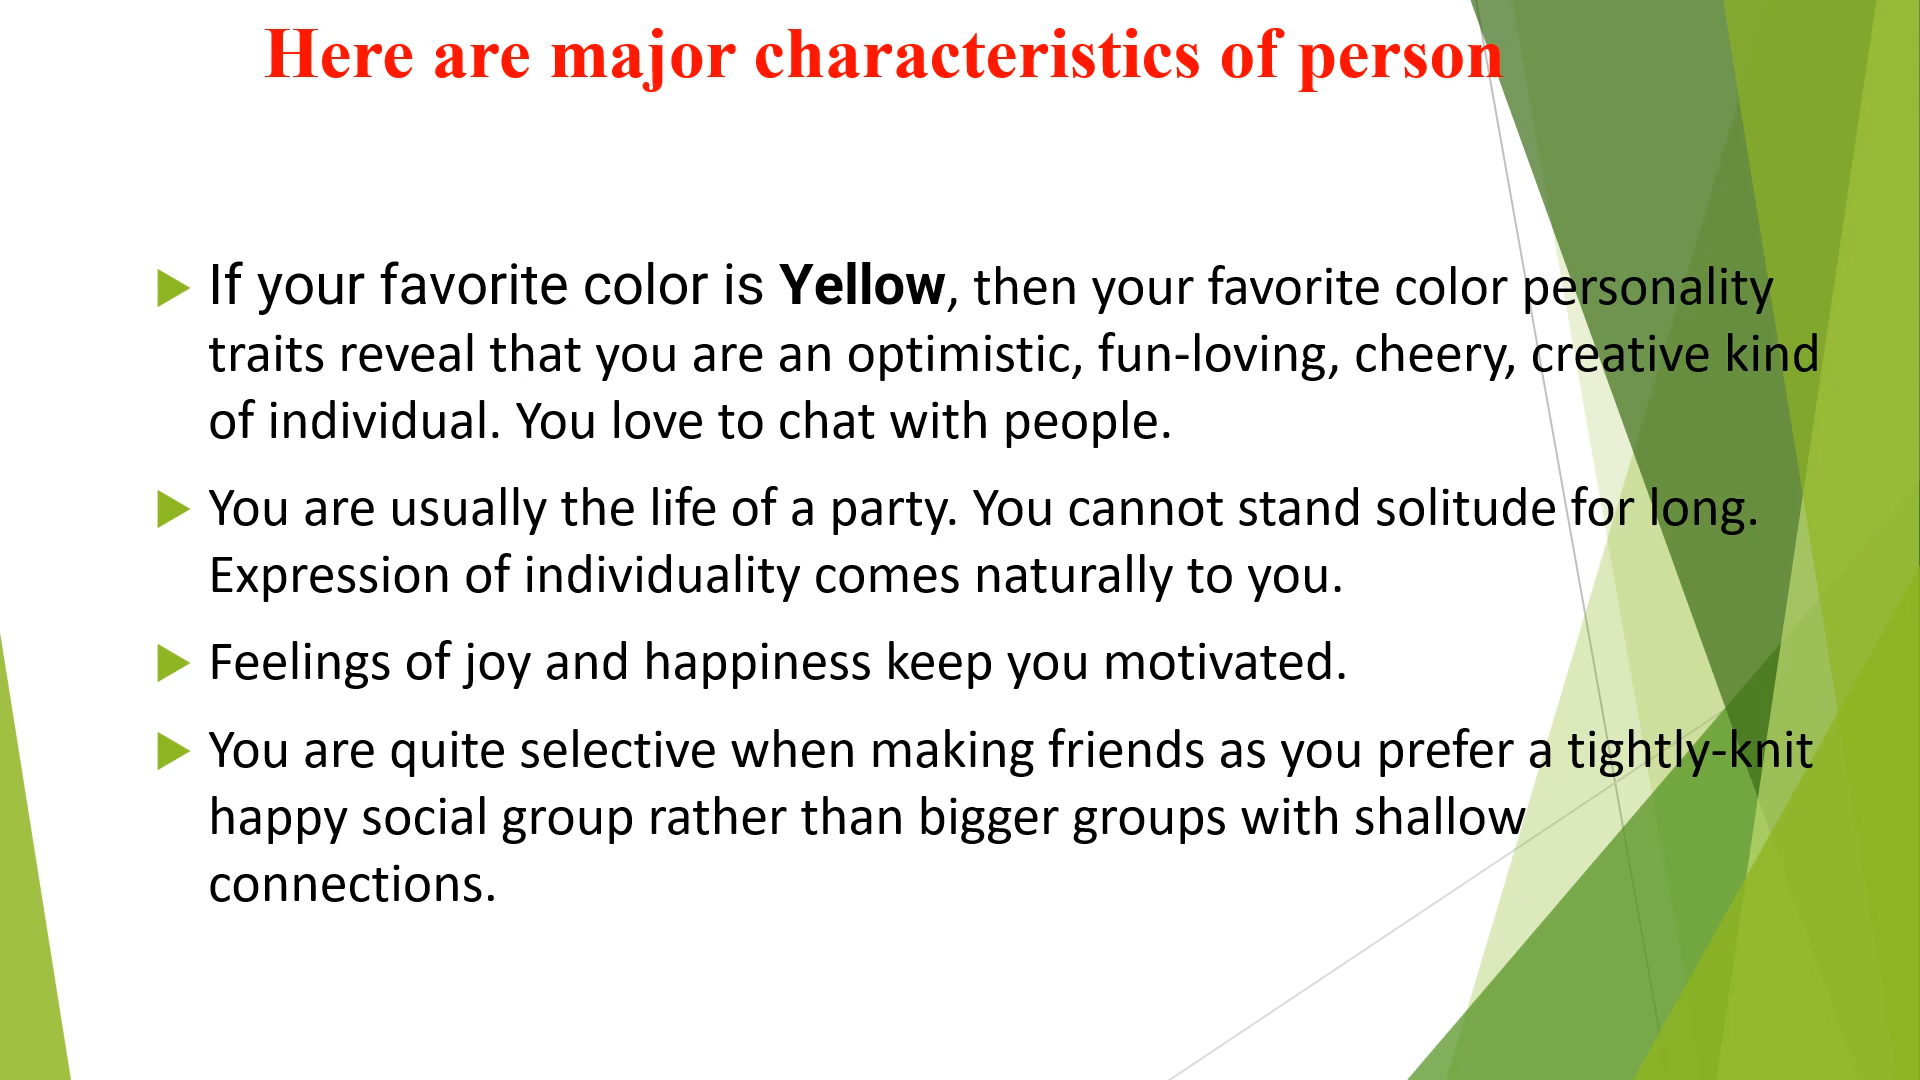 Here are major characteristics of person
If your favorite color is Yellow, then your favorite color personality
traits reveal that you are an optimistic, fun-loving, cheery, creative kind
of individual. You love to chat with people.
You are usually the life of a party. You cannot stand solitude for long.
Expression of individuality comes naturally to you.
Feelings of joy and happiness keep you motivated.
You are quite selective when making friends as you prefer a tightly-knit
happy social group rather than bigger groups with shallow
connections.